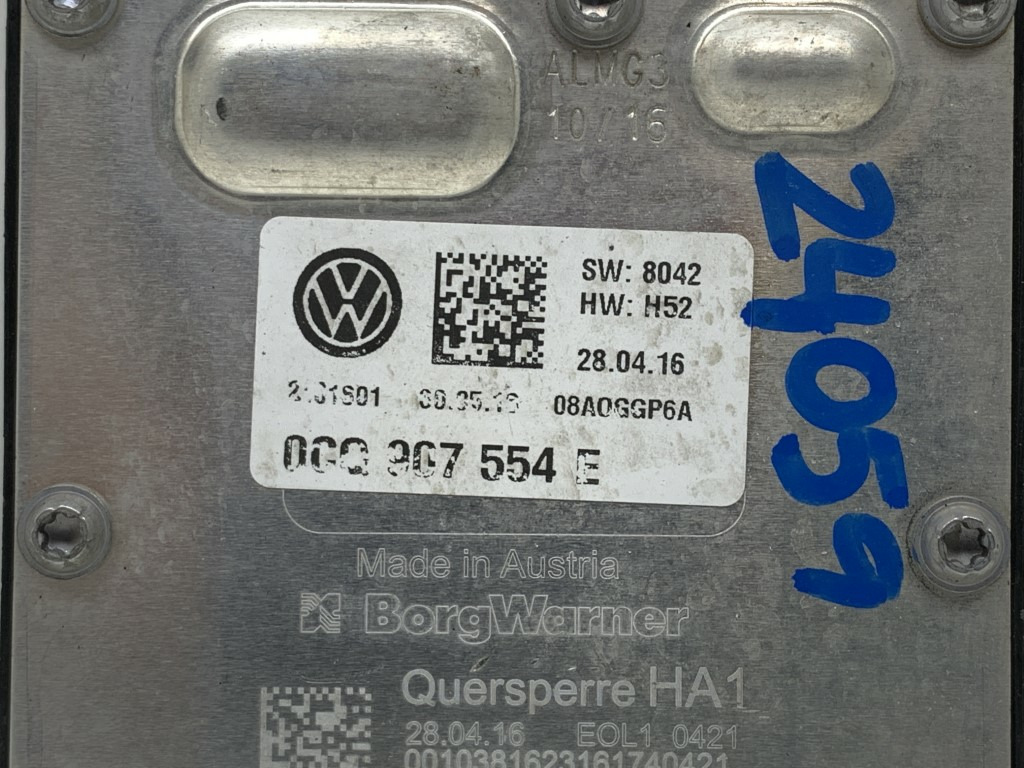 ALMG3
10/16
24059
SW: 8042
HW: H52
28.04.16
08AOGGP6A
907 554 E
Made in Austria
BorgWarner
Quersperre HA1
28.04.16 EOL1 0421
0010381623161740421